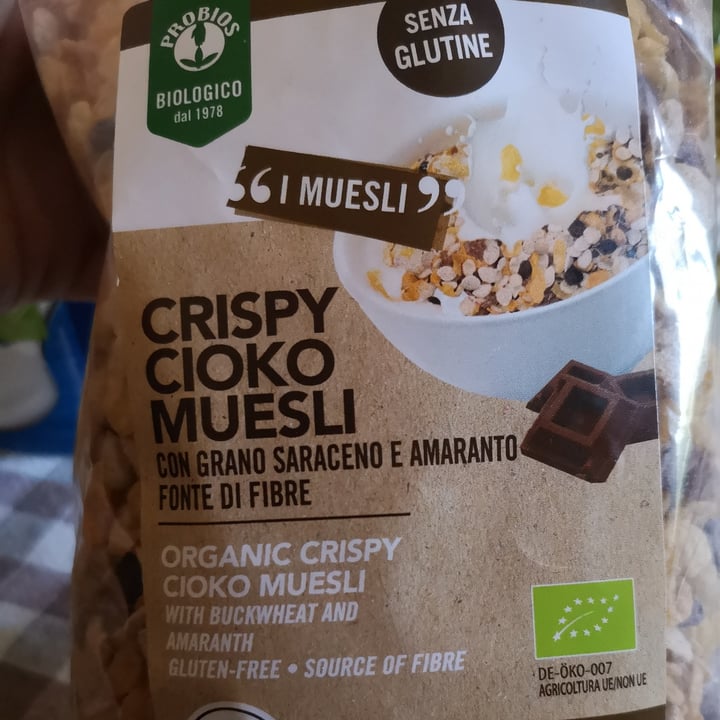 PROBIOS
BIOLOGICO
dal 1978
SENZA
GLUTINE
“ I MUESLI ”
CRISPY
CIOKO
MUESLI
CON GRANO SARACENO E AMARANTO
FONTE DI FIBRE
ORGANIC CRISPY
CIOKO MUESLI
WITH BUCKWHEAT AND
AMARANTH
GLUTEN-FREE • SOURCE OF FIBRE
DE-ÖKO-007
AGRICOLTURA UE/NON UE